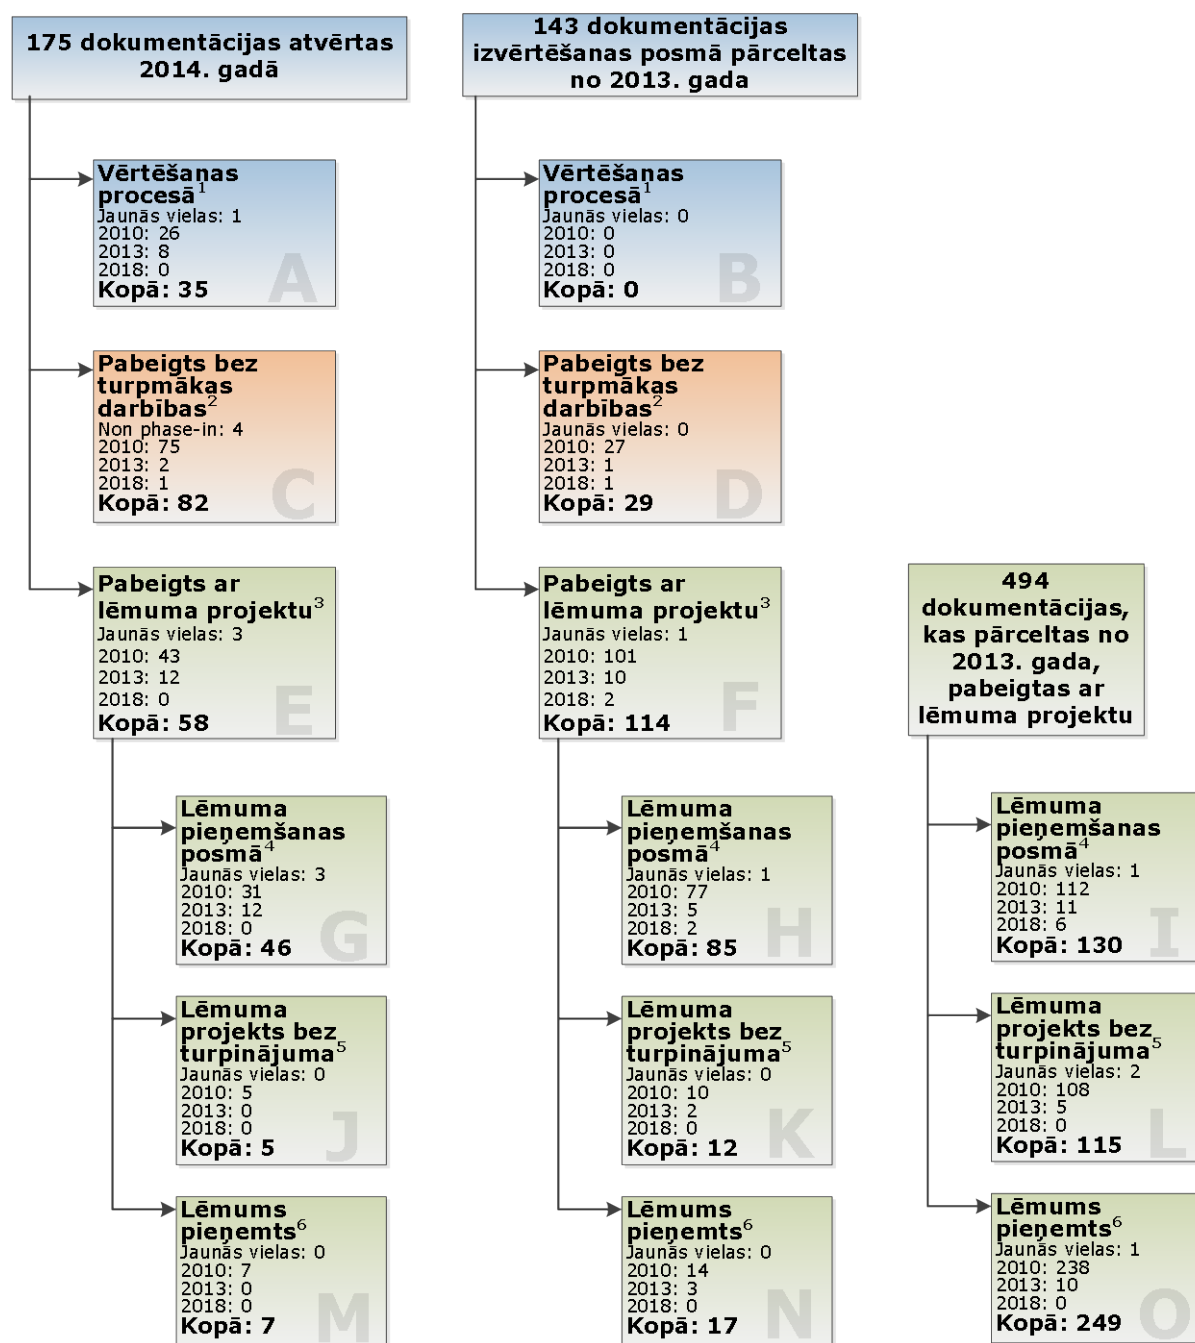 175 dokumentācijas atvērtas
2014. gadā
143 dokumentācijas
izvērtēšanas posmā pārceltas
no 2013. gada
Vērtēšanas
procesā¹
Jaunās vielas: 1
2010: 26
2013: 8
2018: 0
Kopā: 35
A
Vērtēšanas
procesā¹
Jaunās vielas: 0
2010: 0
2013: 0
2018: 0
Kopā: 0
B
Pabeigts bez
turpmākas
darbības²
Non phase-in: 4
2010: 75
2013: 2
2018: 1
Kopā: 82
C
Pabeigts bez
turpmākas
darbības²
Jaunās vielas: 0
2010: 27
2013: 1
2018: 1
Kopā: 29
D
Pabeigts ar
lēmuma projektu³
Jaunās vielas: 3
2010: 43
2013: 12
2018: 0
Kopā: 58
E
Pabeigts ar
lēmuma projektu³
Jaunās vielas: 1
2010: 101
2013: 10
2018: 2
Kopā: 114
F
494
dokumentācijas,
kas pārceltas no
2013. gada,
pabeigtas ar
lēmuma projektu
Lēmuma
pieņemšanas
posmā⁴
Jaunās vielas: 3
2010: 31
2013: 12
2018: 0
Kopā: 46
G
Lēmuma
pieņemšanas
posmā⁴
Jaunās vielas: 1
2010: 77
2013: 5
2018: 2
Kopā: 85
H
Lēmuma
pieņemšanas
posmā⁴
Jaunās vielas: 1
2010: 112
2013: 11
2018: 6
Kopā: 130
I
Lēmuma
projekts bez
turpinājuma⁵
Jaunās vielas: 0
2010: 5
2013: 0
2018: 0
Kopā: 5
J
Lēmuma
projekts bez
turpinājuma⁵
Jaunās vielas: 0
2010: 10
2013: 2
2018: 0
Kopā: 12
K
Lēmuma
projekts bez
turpinājuma⁵
Jaunās vielas: 2
2010: 108
2013: 5
2018: 0
Kopā: 115
L
Lēmums
pieņemts⁶
Jaunās vielas: 0
2010: 7
2013: 0
2018: 0
Kopā: 7
M
Lēmums
pieņemts⁶
Jaunās vielas: 0
2010: 14
2013: 3
2018: 0
Kopā: 17
N
Lēmums
pieņemts⁶
Jaunās vielas: 1
2010: 238
2013: 10
2018: 0
Kopā: 249
O